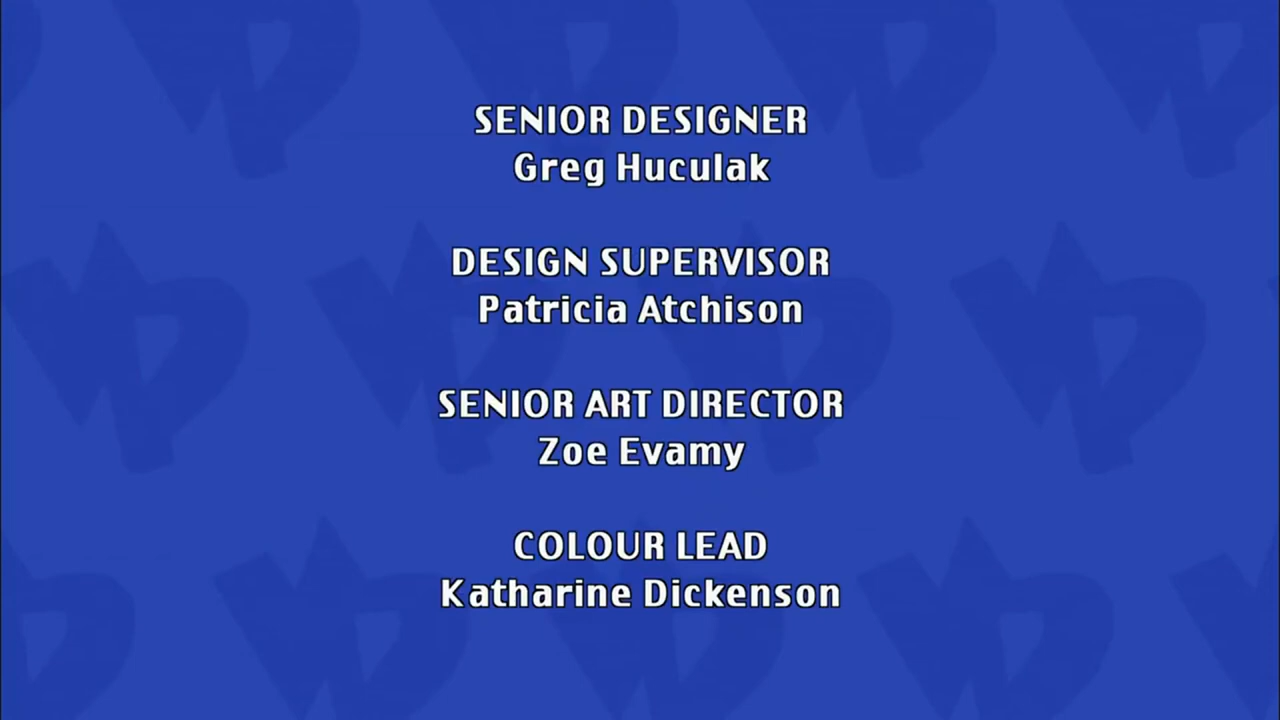 SENIOR DESIGNER
Greg Huculak
DESIGN SUPERVISOR
Patricia Atchison
SENIOR ART DIRECTOR
Zoe Evamy
COLOUR LEAD
Katharine Dickenson